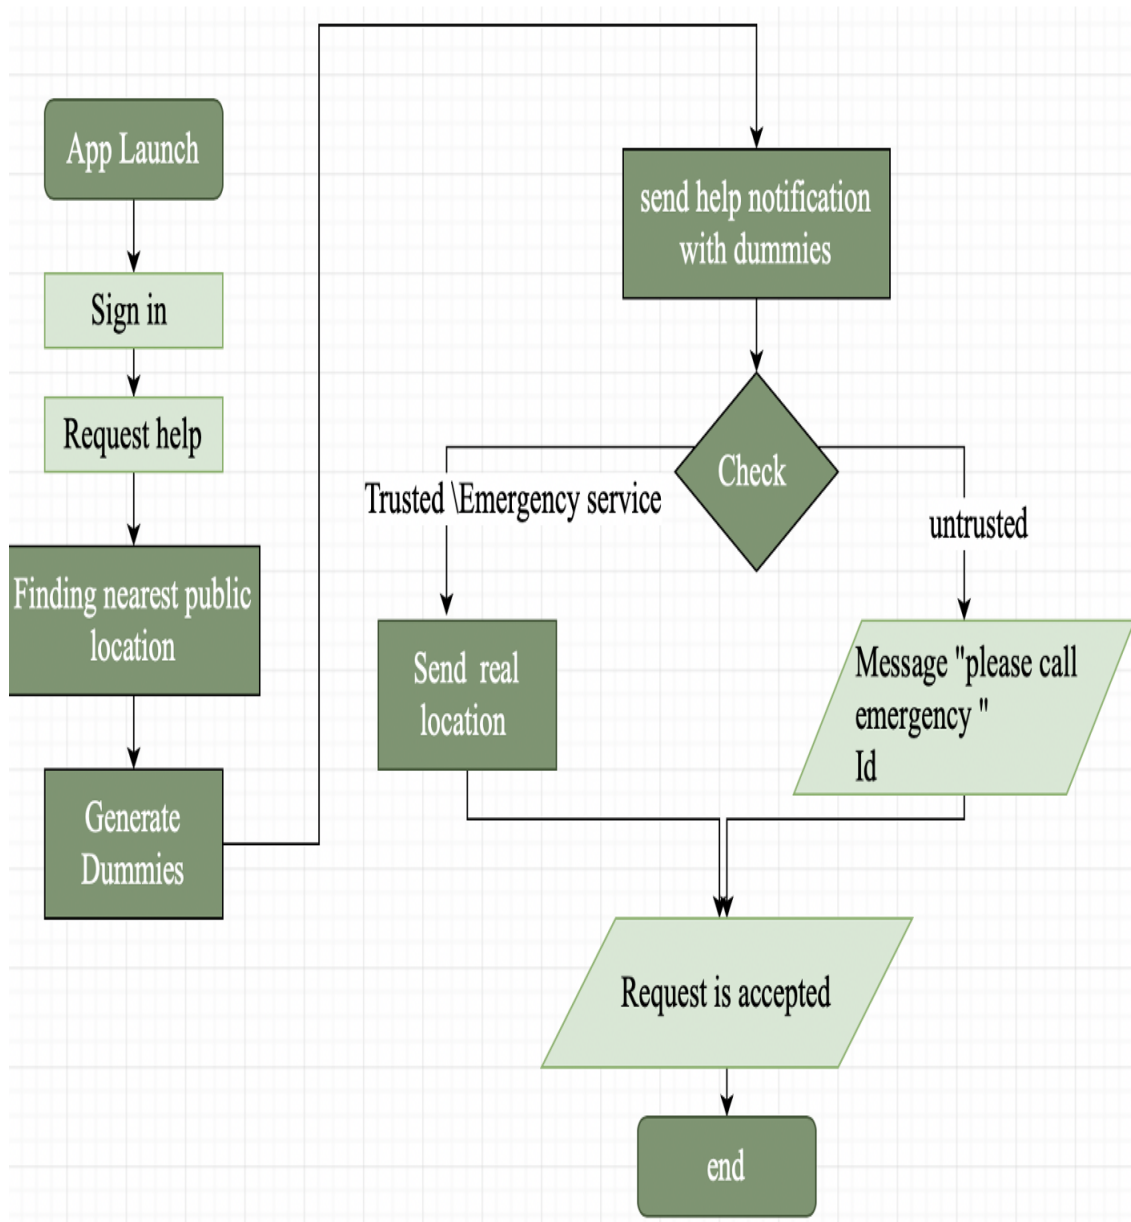 App Launch
Sign in
Request help
Finding nearest public
location
Generate
Dummies
send help notification
with dummies
Check
Trusted \Emergency service
untrusted
Send real
location
Message "please call
emergency "
Id
Request is accepted
end